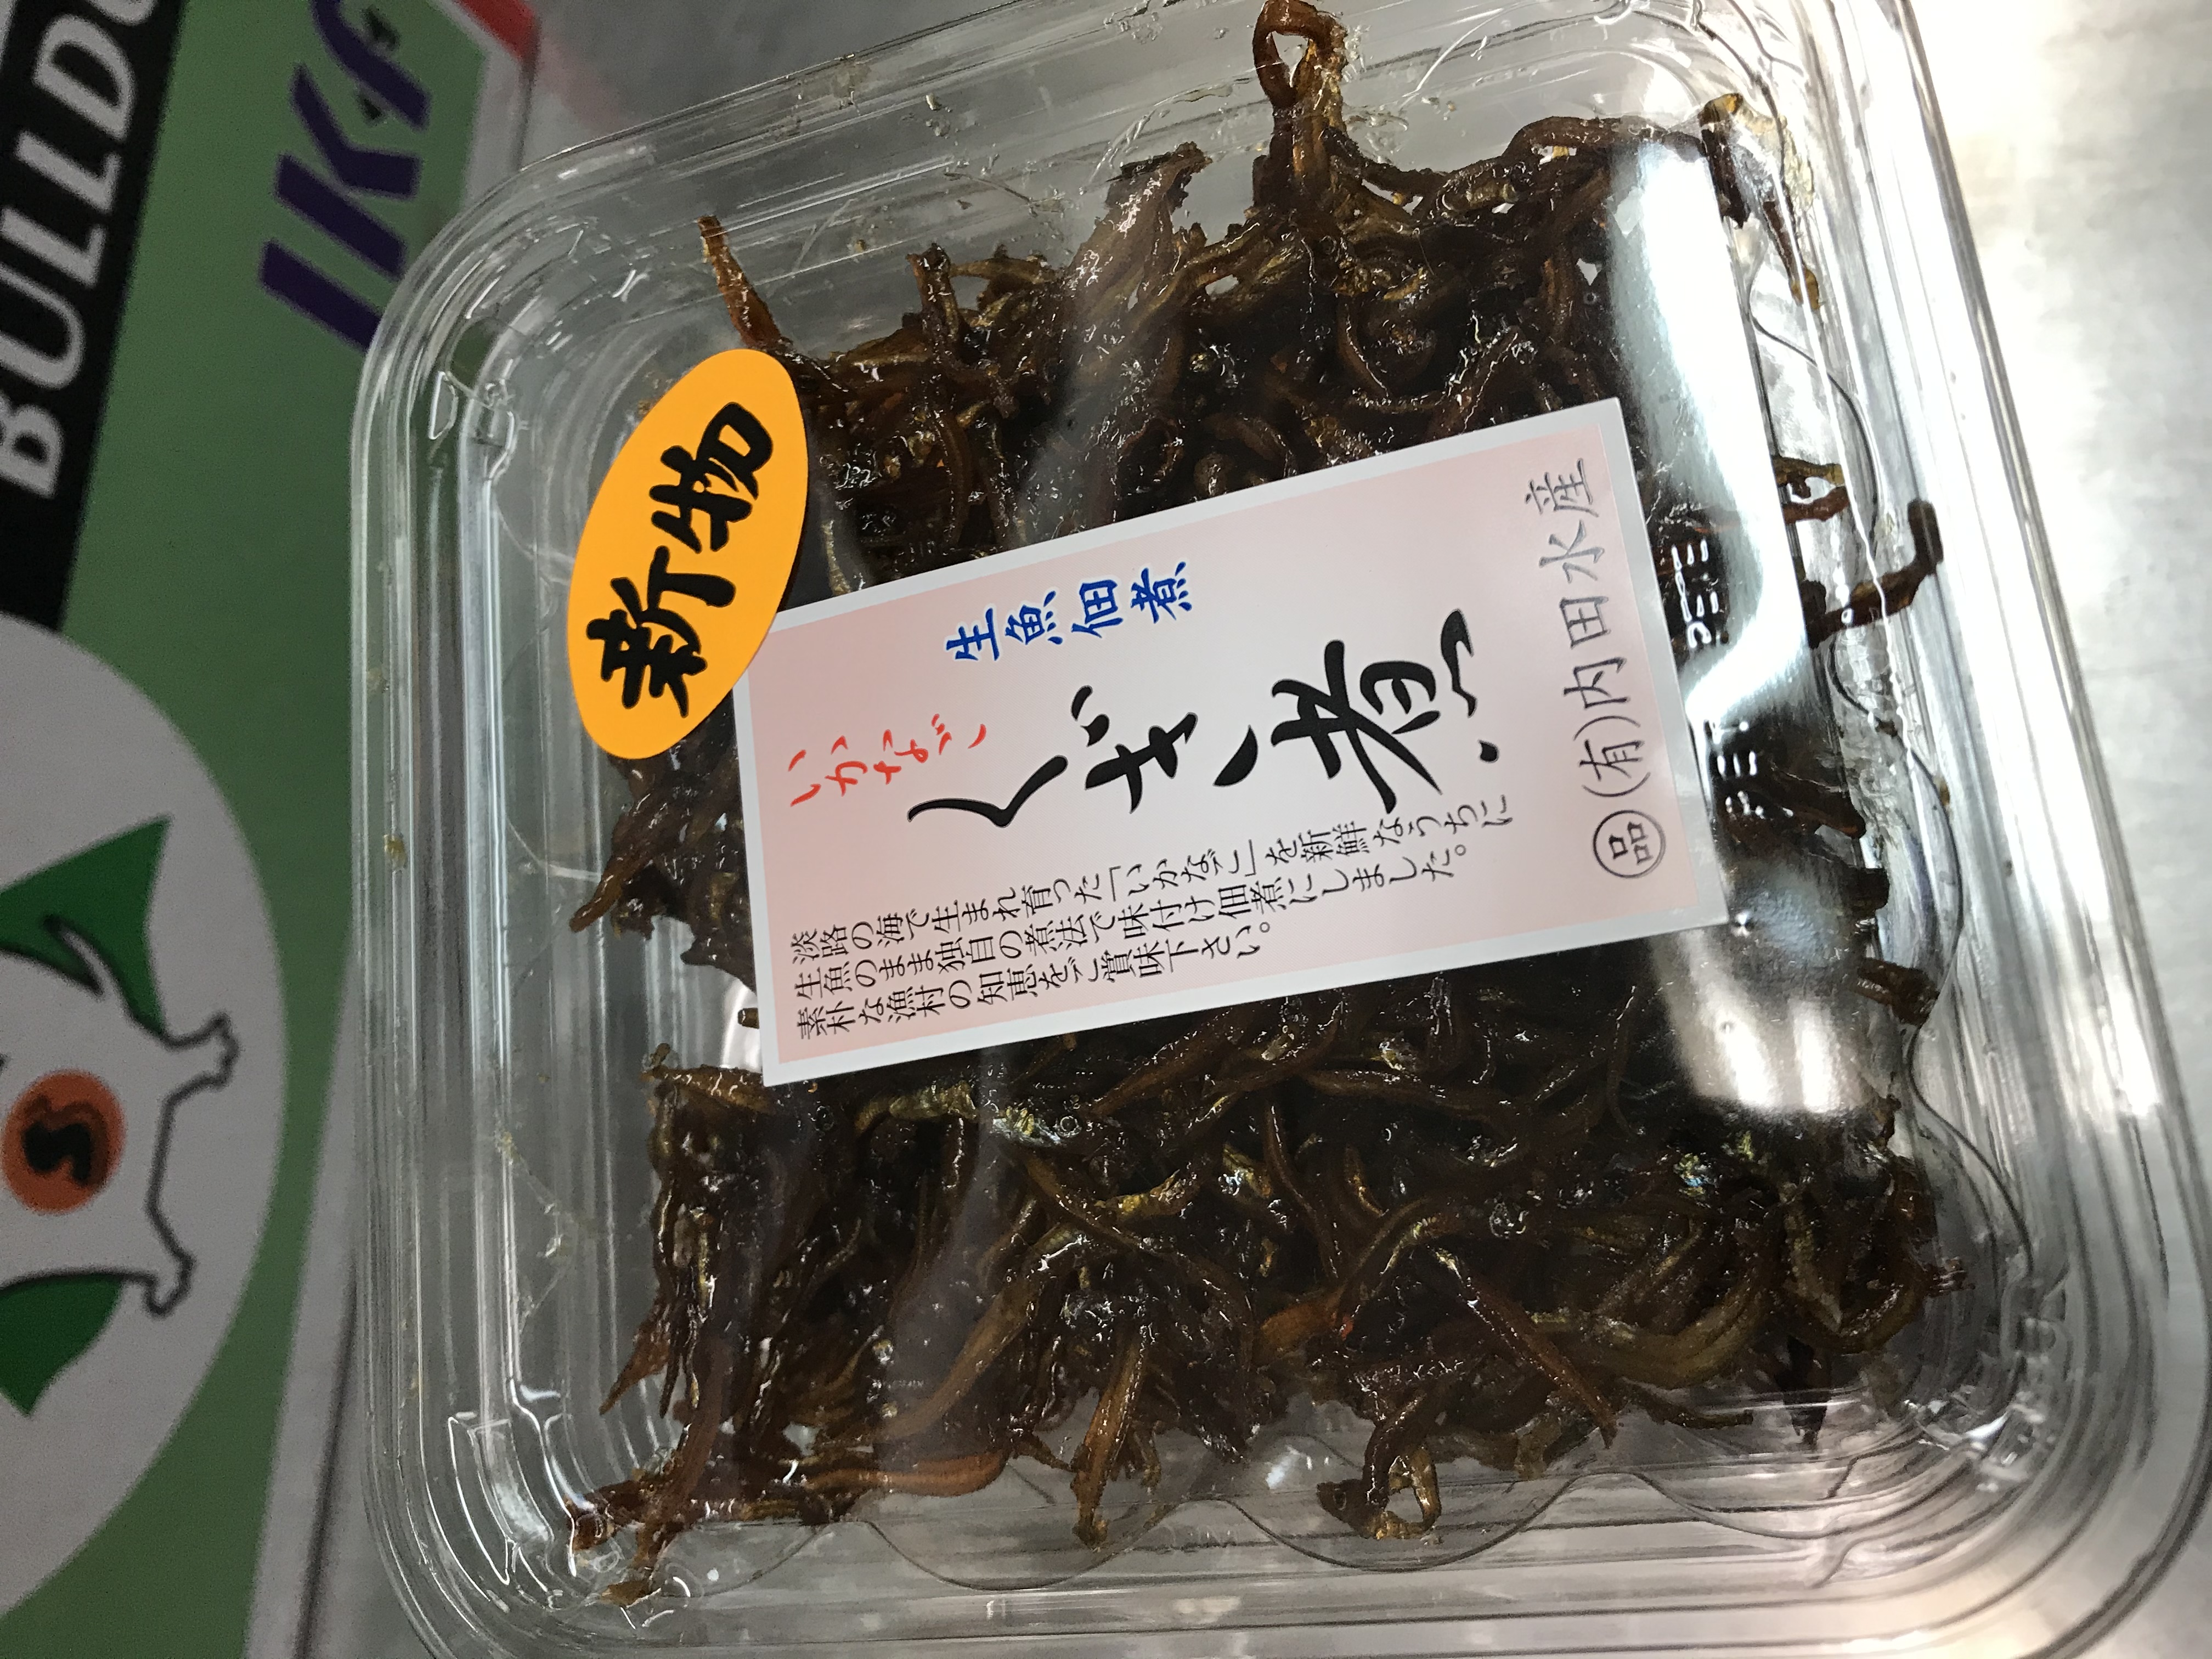 BULLD
IKA
S
新物
生魚佃煮
いかなご
くぎ煮
淡路の海で生まれ育った「いかなご」を新鮮なうちに
生魚のまま独自の煮法で味付け佃煮にしました。
素朴な漁村の知恵をご賞味下さい。
品 (有)内田水産